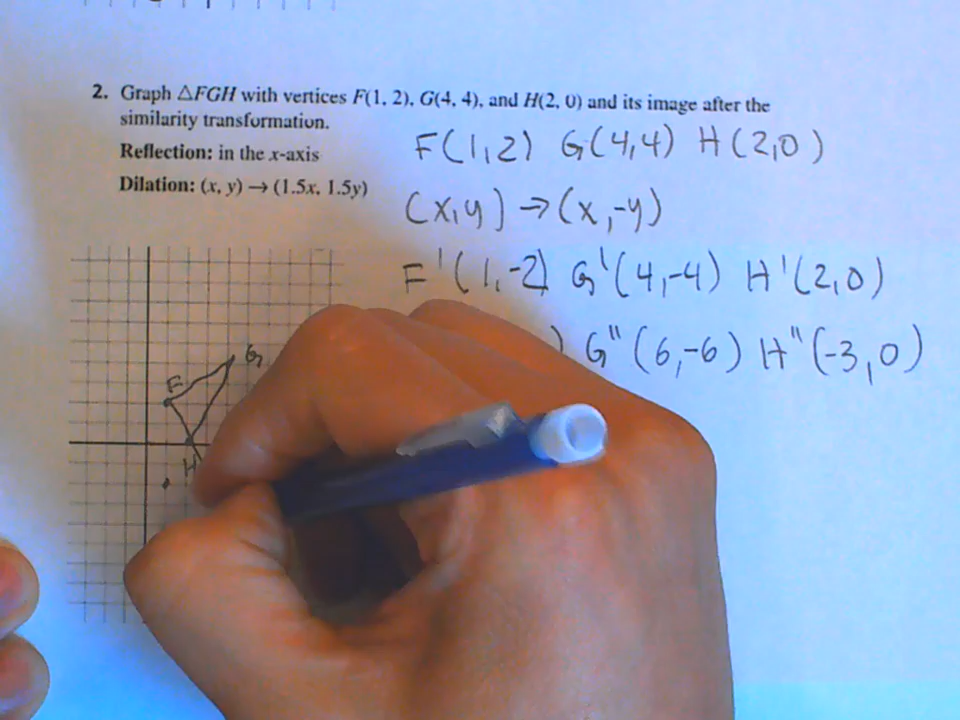 2. Graph △FGH with vertices F(1, 2), G(4, 4), and H(2, 0) and its image after the
similarity transformation.
Reflection: in the x-axis
Dilation: (x, y) → (1.5x, 1.5y)
F(1,2) G(4,4) H(2,0)
(x,y) → (x,-y)
F'(1,-2) G'(4,-4) H'(2,0)
) G"(6,-6) H"(-3,0)
G
F
H